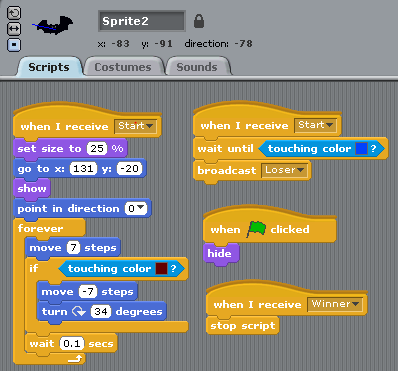 Sprite2
x: -83 y: -91 direction: -78
Scripts Costumes Sounds
when I receive Start
set size to 25 %
go to x: 131 y: -20
show
point in direction 0
forever
move 7 steps
if touching color ?
move -7 steps
turn 34 degrees
wait 0.1 secs
when I receive Start
wait until touching color ?
broadcast Loser
when clicked
hide
when I receive Winner
stop script